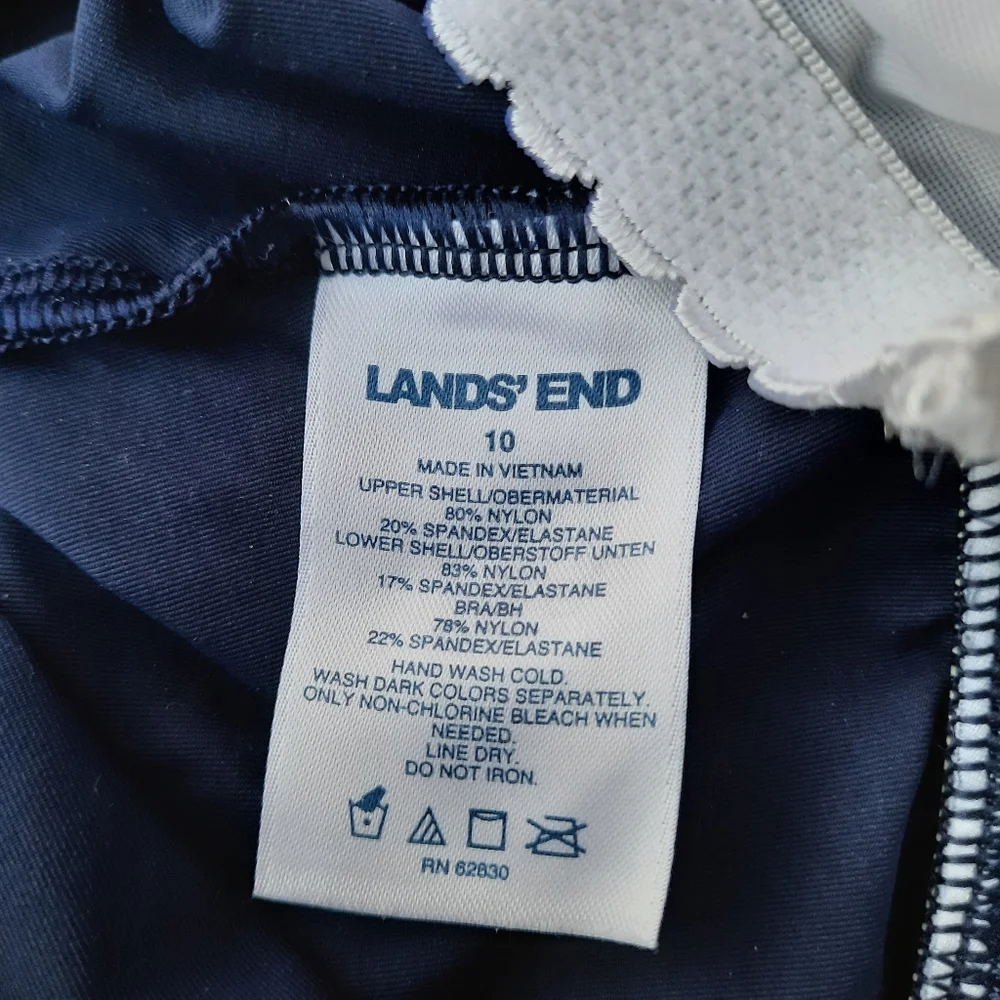 LANDS' END
10
MADE IN VIETNAM
UPPER SHELL/OBERMATERIAL
80% NYLON
20% SPANDEX/ELASTANE
LOWER SHELL/OBERSTOFF UNTEN
83% NYLON
17% SPANDEX/ELASTANE
BRA/BH
78% NYLON
22% SPANDEX/ELASTANE
HAND WASH COLD.
WASH DARK COLORS SEPARATELY.
ONLY NON-CHLORINE BLEACH WHEN
NEEDED.
LINE DRY.
DO NOT IRON.
RN 62830